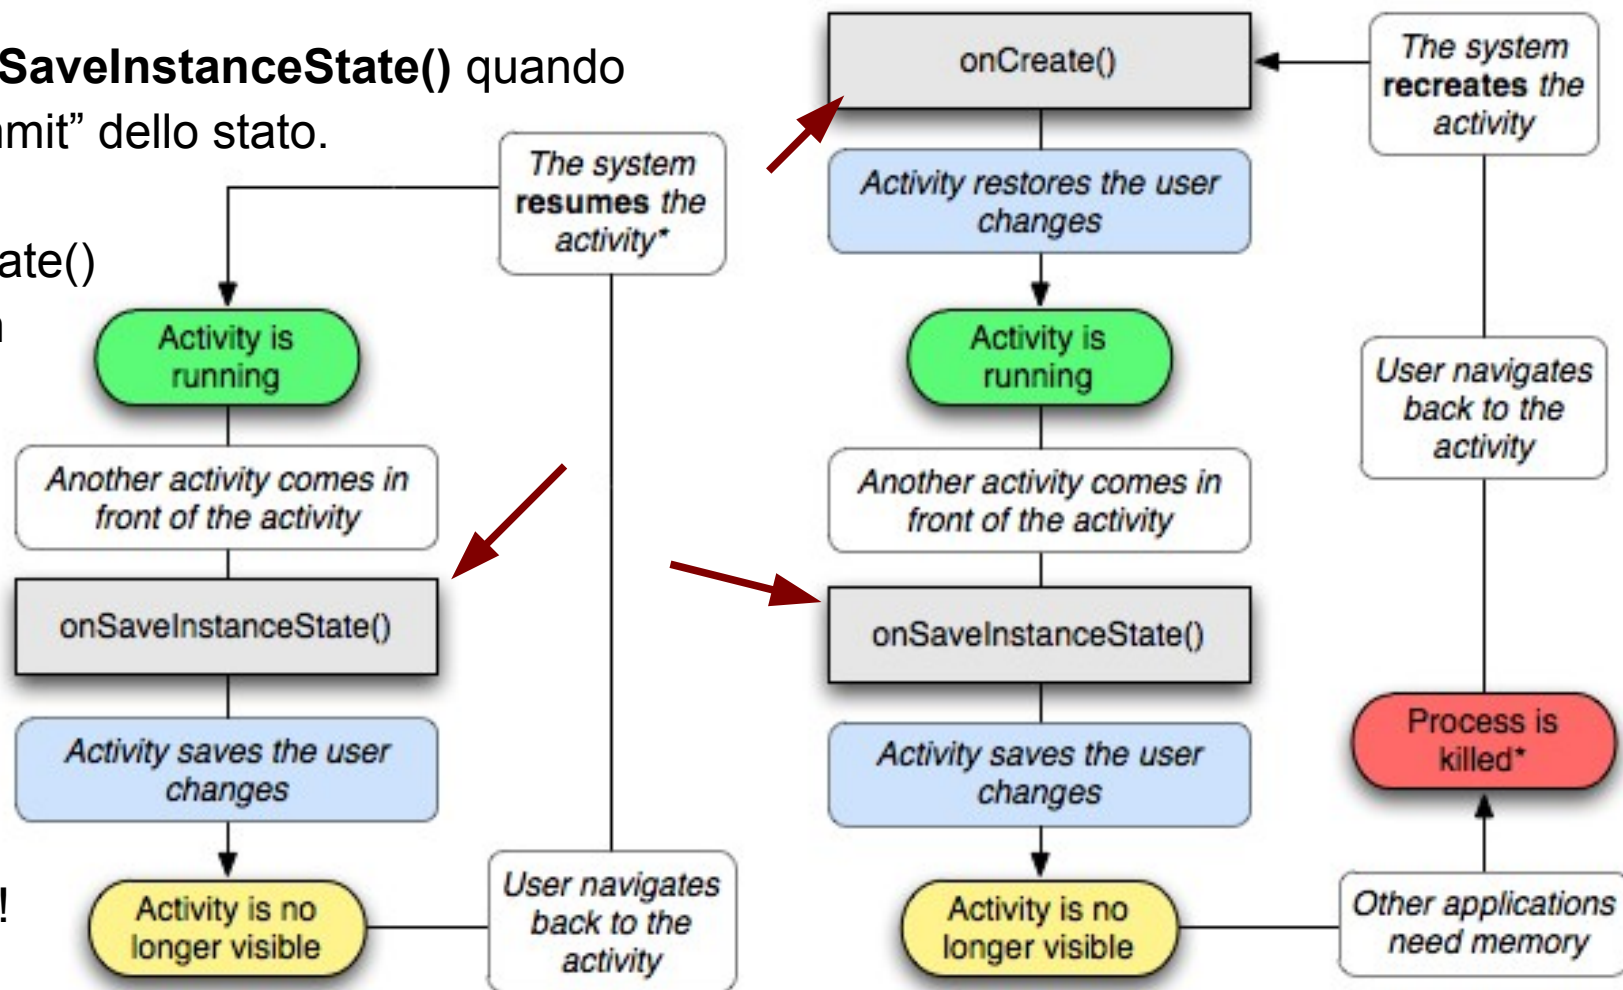 SaveInstanceState() quando
mmit” dello stato.
ate()
!
The system
resumes the
activity*
Activity is
running
Another activity comes in
front of the activity
onSaveInstanceState()
Activity saves the user
changes
Activity is no
longer visible
User navigates
back to the
activity
onCreate()
Activity restores the user
changes
Activity is
running
Another activity comes in
front of the activity
onSaveInstanceState()
Activity saves the user
changes
Activity is no
longer visible
The system
recreates the
activity
User navigates
back to the
activity
Process is
killed*
Other applications
need memory